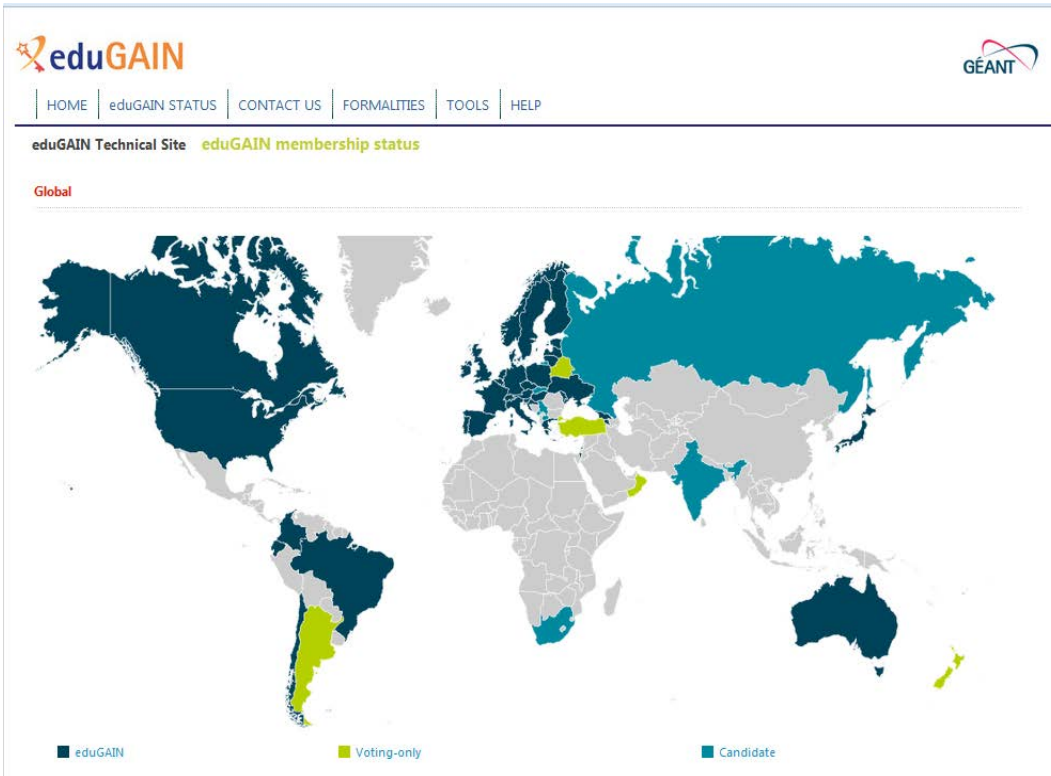 eduGAIN
GÉANT
HOME eduGAIN STATUS CONTACT US FORMALITIES TOOLS HELP
eduGAIN Technical Site eduGAIN membership status
Global
eduGAIN Voting-only Candidate